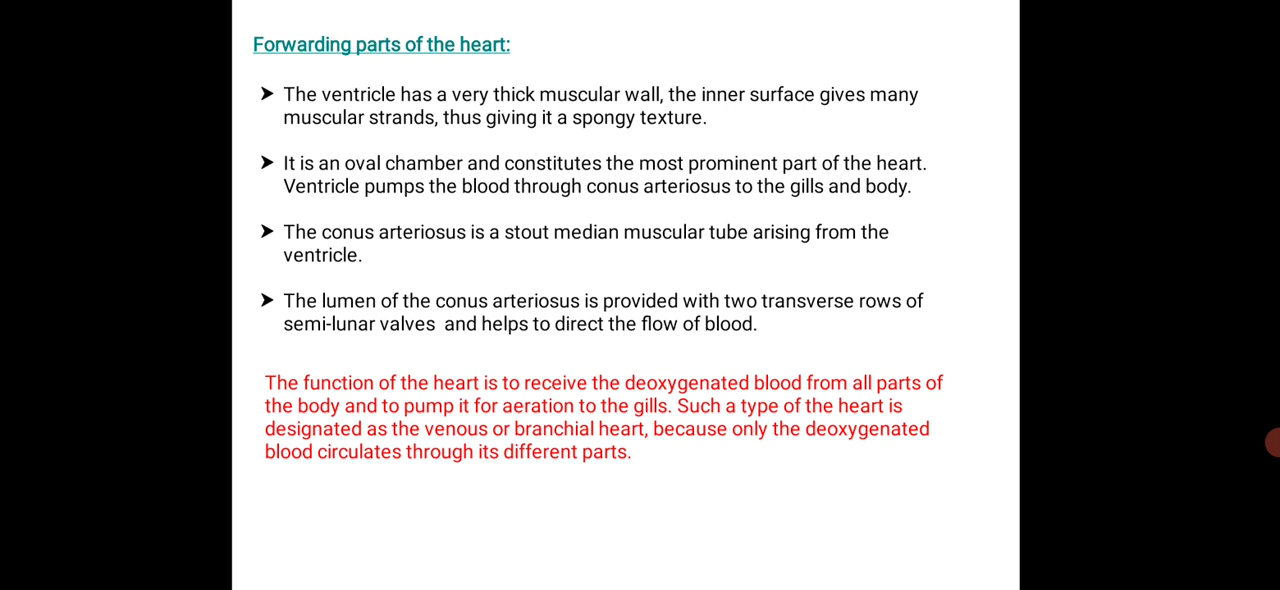 Forwarding parts of the heart:
➤ The ventricle has a very thick muscular wall, the inner surface gives many
muscular strands, thus giving it a spongy texture.
➤ It is an oval chamber and constitutes the most prominent part of the heart.
Ventricle pumps the blood through conus arteriosus to the gills and body.
➤ The conus arteriosus is a stout median muscular tube arising from the
ventricle.
➤ The lumen of the conus arteriosus is provided with two transverse rows of
semi-lunar valves  and helps to direct the flow of blood.
The function of the heart is to receive the deoxygenated blood from all parts of
the body and to pump it for aeration to the gills. Such a type of the heart is
designated as the venous or branchial heart, because only the deoxygenated
blood circulates through its different parts.